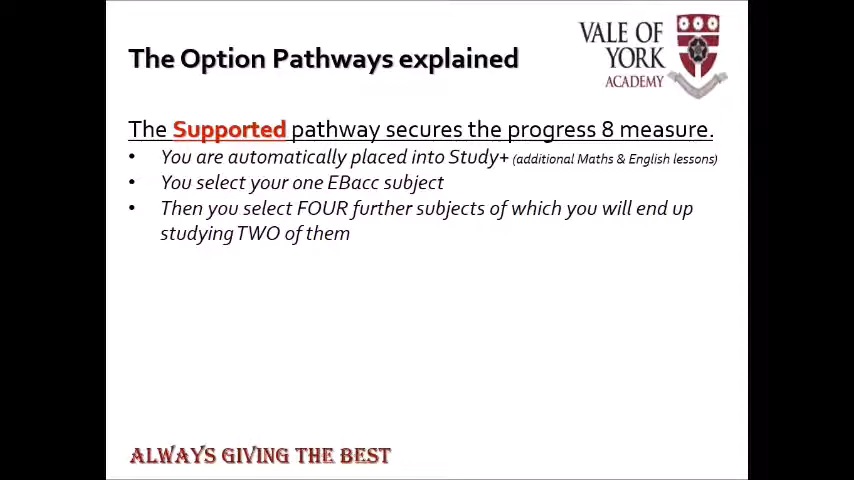 The Option Pathways explained
VALE OF
YORK
ACADEMY
The Supported pathway secures the progress 8 measure.
• You are automatically placed into Study+ (additional Maths & English lessons)
• You select your one EBacc subject
• Then you select FOUR further subjects of which you will end up
studying TWO of them
ALWAYS GIVING THE BEST